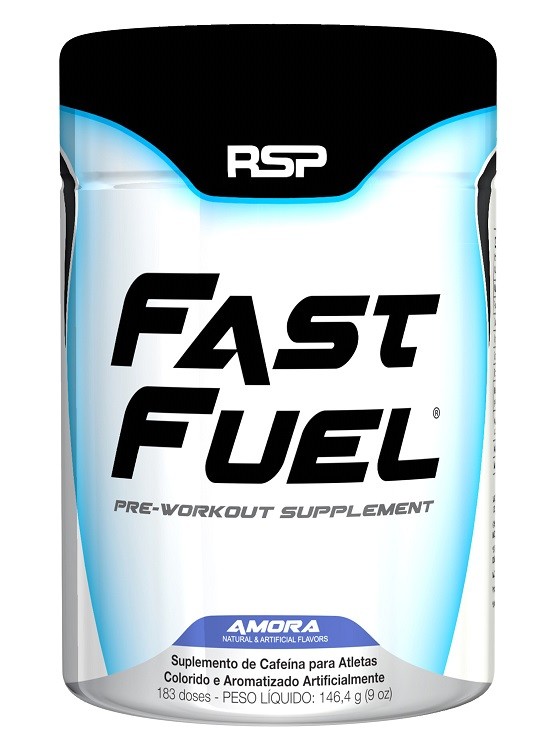 RSP
FAST
FUEL®
PRE-WORKOUT SUPPLEMENT
AMORA
NATURAL & ARTIFICIAL FLAVORS
Suplemento de Cafeína para Atletas
Colorido e Aromatizado Artificialmente
183 doses - PESO LÍQUIDO: 146,4 g (9 oz)